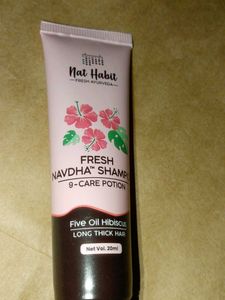 Nat Habit
FRESH AYURVEDA
FRESH
NAVDHA™ SHAMP
9-CARE POTION
Five Oil Hibiscus
LONG THICK HAIR
Net Vol. 20ml